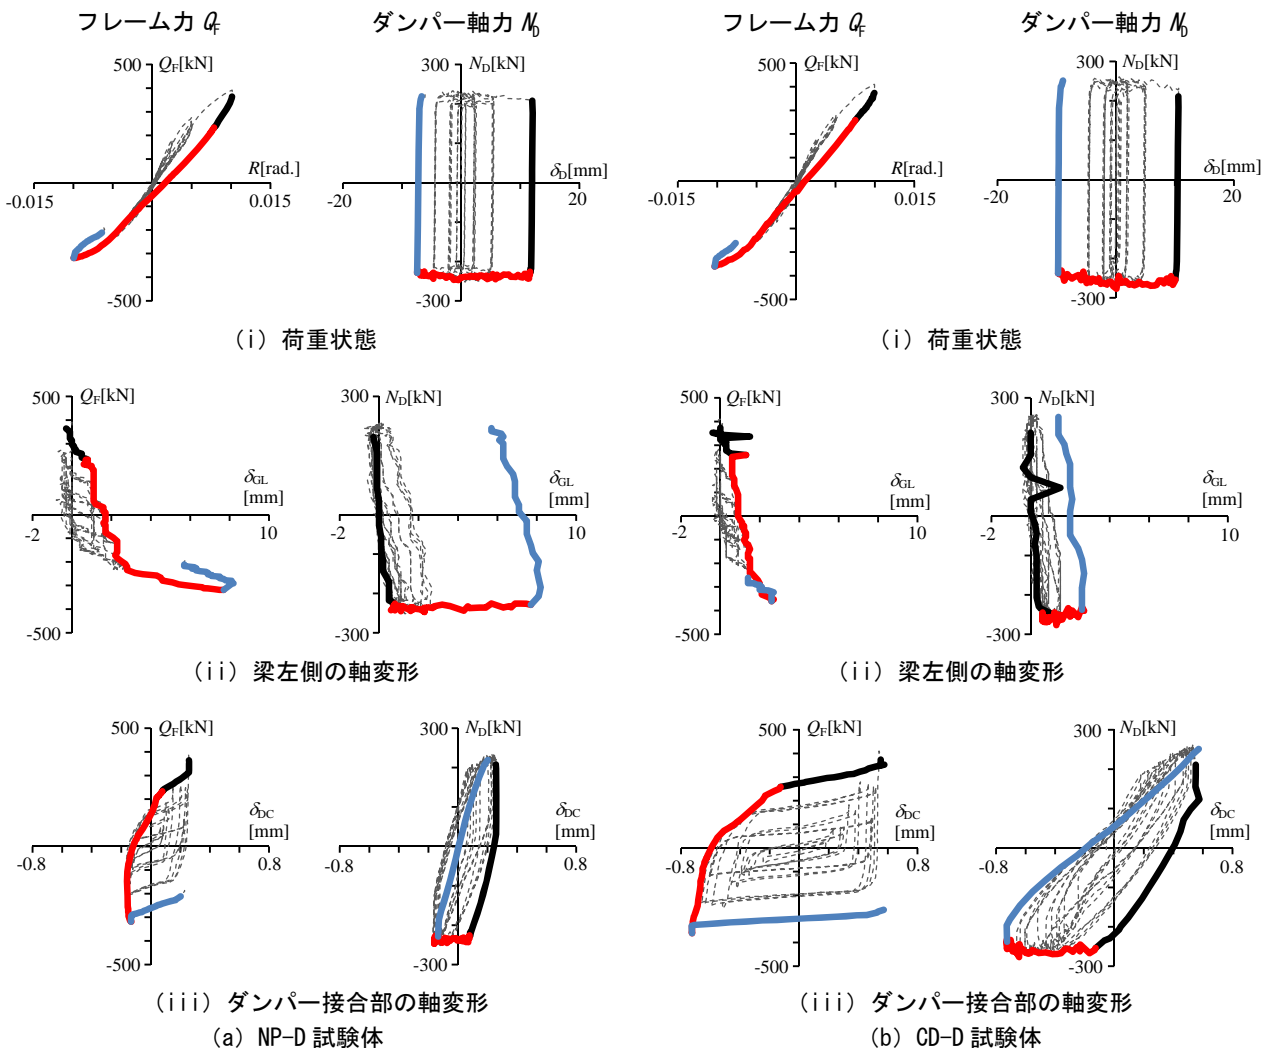 フレーム力 QF
ダンパー軸力 ND
フレーム力 QF
ダンパー軸力 ND
500 QF[kN]
R[rad.]
-0.015
0.015
-500
300 ND[kN]
δD[mm]
-20
20
-300
500 QF[kN]
R[rad.]
-0.015
0.015
-500
300 ND[kN]
δD[mm]
-20
20
-300
(i) 荷重状態
(i) 荷重状態
500 QF[kN]
δGL
[mm]
-2
10
-500
300 ND[kN]
δGL
[mm]
-2
10
-300
500 QF[kN]
δGL
[mm]
-2
10
-500
300 ND[kN]
δGL
[mm]
-2
10
-300
(ii) 梁左側の軸変形
(ii) 梁左側の軸変形
500 QF[kN]
δDC
[mm]
-0.8
0.8
-500
300 ND[kN]
δDC
[mm]
-0.8
0.8
-300
500 QF[kN]
δDC
[mm]
-0.8
0.8
-500
300 ND[kN]
δDC
[mm]
-0.8
0.8
-300
(iii) ダンパー接合部の軸変形
(iii) ダンパー接合部の軸変形
(a) NP-D 試験体
(b) CD-D 試験体